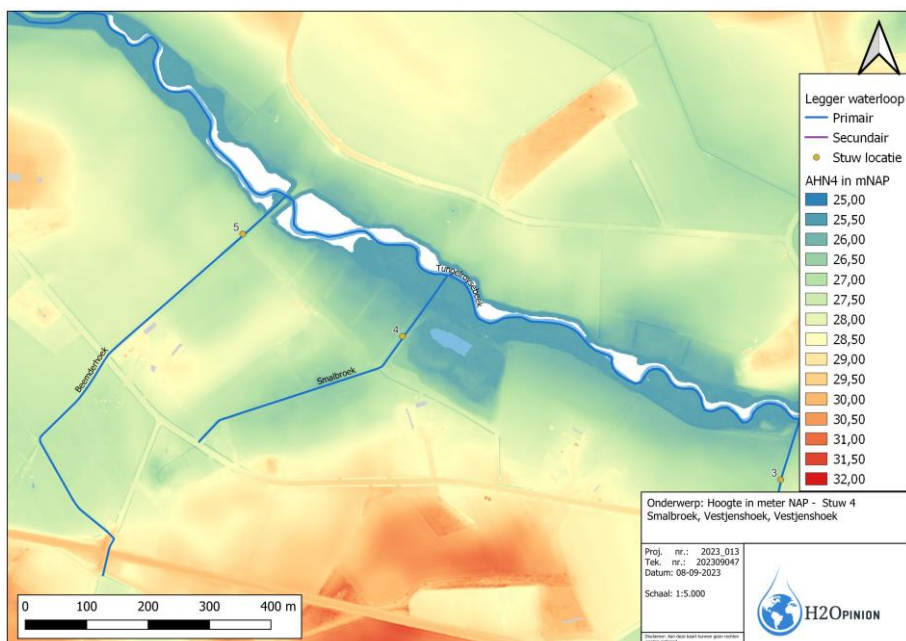 Legger waterloop
Primair
Secundair
Stuw locatie
AHN4 in mNAP
25,00
25,50
26,00
26,50
27,00
27,50
28,00
28,50
29,00
29,50
30,00
30,50
31,00
31,50
32,00
5
4
3
Beemderhoek
Smalbroek
0 100 200 300 400 m
Onderwerp: Hoogte in meter NAP - Stuw 4
Smalbroek, Vestjenshoek, Vestjenshoek
Proj. nr.: 2023_013
Tek. nr.: 202309047
Datum: 08-09-2023
Schaal: 1:5.000
H2OPINION